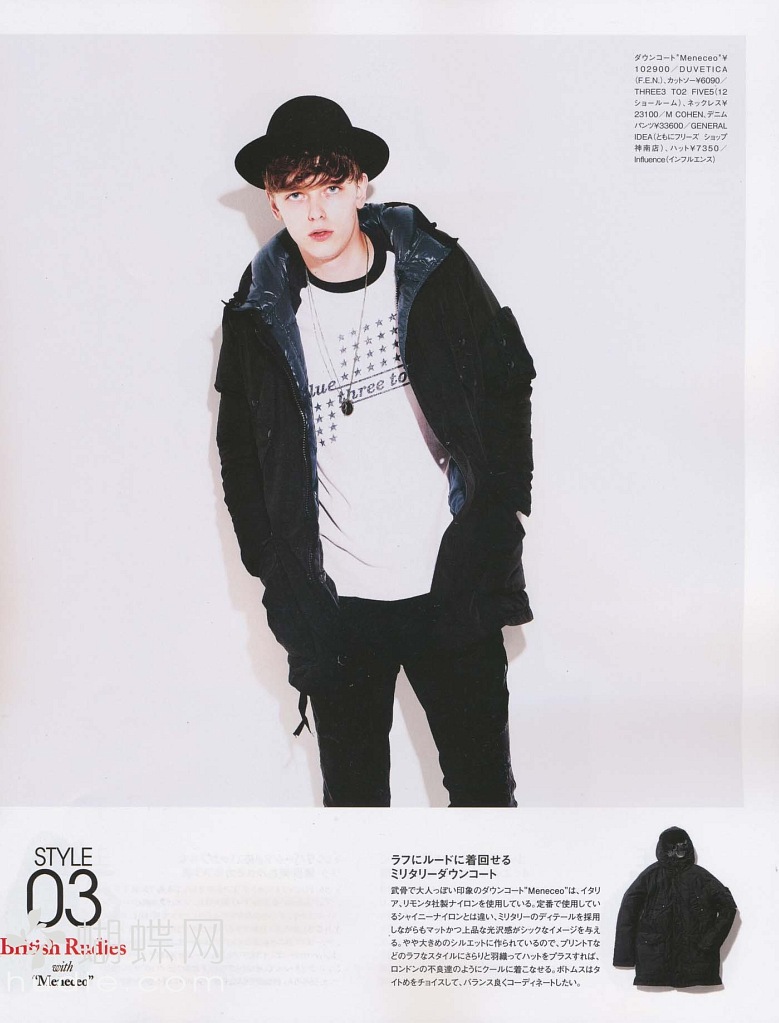 ダウンコート"Meneceo"¥
102900／DUVETICA
(F.E.N.)、カットソー¥6090／
THREE3 TO2 FIVE5(12
ショールーム)、ネックレス¥
23100／M COHEN、デニム
パンツ¥33600／GENERAL
IDEA(ともにフリーズ ショップ
神南店)、ハット¥7350／
Influence(インフルエンス)
lue
three to
STYLE
03
British Rudies
with
"Meneceo"
蝴蝶网
ラフにルードに着回せる
ミリタリーダウンコート
武骨で大人っぽい印象のダウンコート"Meneceo"は、イタリ
ア、リモンタ社製ナイロンを使用している。定番で使用してい
るシャイニーナイロンとは違い、ミリタリーのディテールを採用
しながらもマットかつ上品な光沢感がシックなイメージを与え
る。やや大きめのシルエットに作られているので、プリントTな
どのラフなスタイルにさらりと羽織ってハットをプラスすれば、
ロンドンの不良達のようにクールに着こなせる。ボトムスはタ
イトめをチョイスして、バランス良くコーディネートしたい。